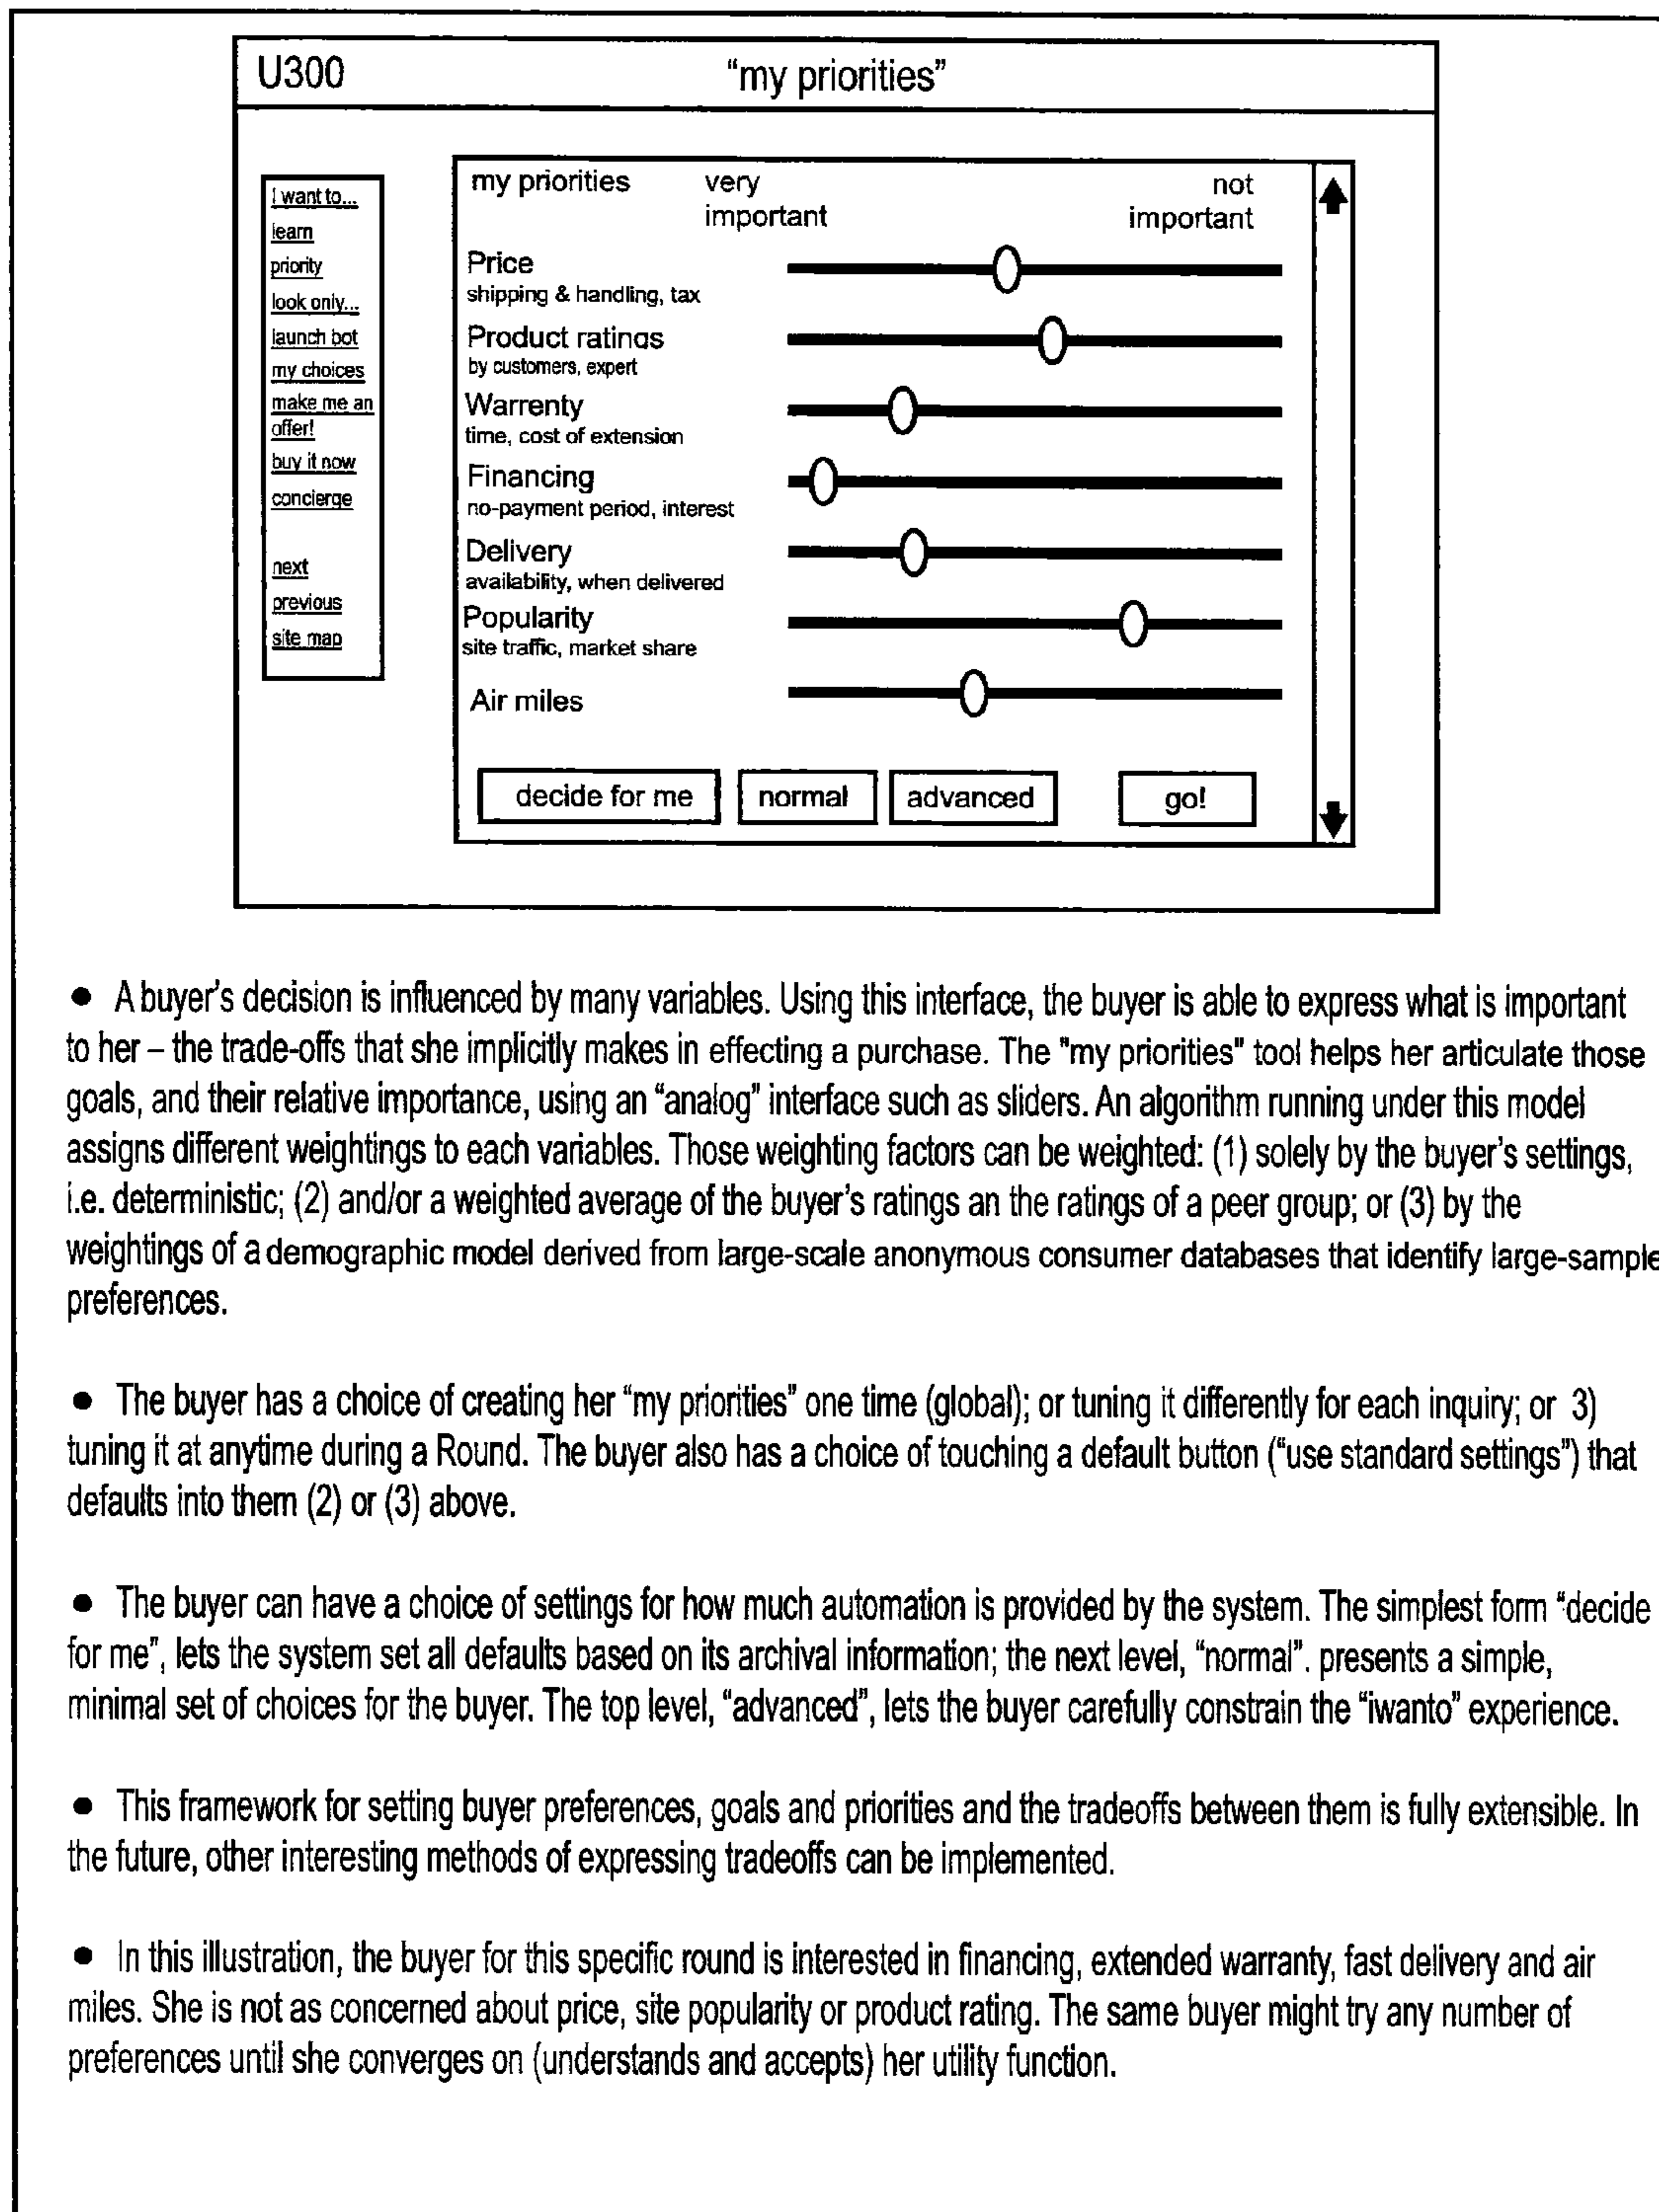 U300
“my priorities”
I want to...
learn
priority
look only...
launch bot
my choices
make me an
offer!
buy it now
concierge
next
previous
site map
my priorities
very
important
not
important
Price
shipping & handling, tax
Product ratings
by customers, expert
Warrenty
time, cost of extension
Financing
no-payment period, interest
Delivery
availability, when delivered
Popularity
site traffic, market share
Air miles
decide for me
normal
advanced
go!
● A buyer's decision is influenced by many variables. Using this interface, the buyer is able to express what is important
to her – the trade-offs that she implicitly makes in effecting a purchase. The "my priorities" tool helps her articulate those
goals, and their relative importance, using an “analog” interface such as sliders. An algorithm running under this model
assigns different weightings to each variables. Those weighting factors can be weighted: (1) solely by the buyer's settings,
i.e. deterministic; (2) and/or a weighted average of the buyer's ratings an the ratings of a peer group; or (3) by the
weightings of a demographic model derived from large-scale anonymous consumer databases that identify large-sample
preferences.
● The buyer has a choice of creating her “my priorities” one time (global); or tuning it differently for each inquiry; or 3)
tuning it at anytime during a Round. The buyer also has a choice of touching a default button (“use standard settings”) that
defaults into them (2) or (3) above.
● The buyer can have a choice of settings for how much automation is provided by the system. The simplest form “decide
for me”, lets the system set all defaults based on its archival information; the next level, “normal”. presents a simple,
minimal set of choices for the buyer. The top level, “advanced”, lets the buyer carefully constrain the “iwanto” experience.
● This framework for setting buyer preferences, goals and priorities and the tradeoffs between them is fully extensible. In
the future, other interesting methods of expressing tradeoffs can be implemented.
● In this illustration, the buyer for this specific round is interested in financing, extended warranty, fast delivery and air
miles. She is not as concerned about price, site popularity or product rating. The same buyer might try any number of
preferences until she converges on (understands and accepts) her utility function.